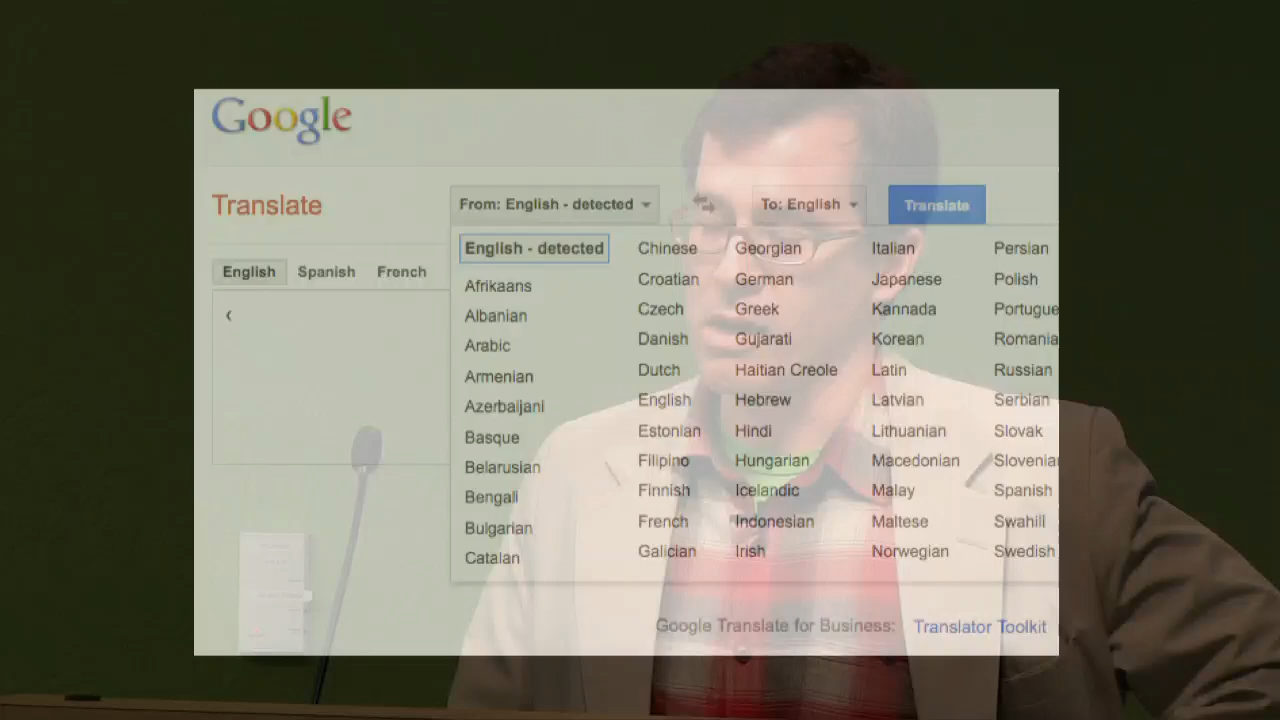 Google
Translate
From: English - detected
To: English
Translate
English
Spanish
French
English - detected
Afrikaans
Albanian
Arabic
Armenian
Azerbaijani
Basque
Belarusian
Bengali
Bulgarian
Catalan
Chinese
Croatian
Czech
Danish
Dutch
English
Estonian
Filipino
Finnish
French
Galician
Georgian
German
Greek
Gujarati
Haitian Creole
Hebrew
Hindi
Hungarian
Icelandic
Indonesian
Irish
Italian
Japanese
Kannada
Korean
Latin
Latvian
Lithuanian
Macedonian
Malay
Maltese
Norwegian
Persian
Polish
Portugue
Romania
Russian
Serbian
Slovak
Slovenian
Spanish
Swahili
Swedish
Google Translate for Business:
Translator Toolkit